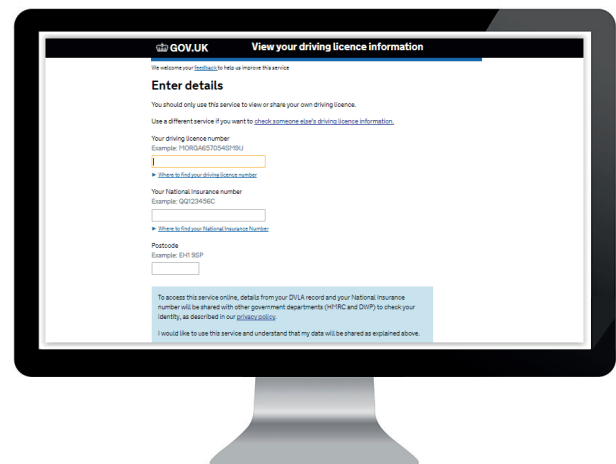 GOV.UK View your driving licence information
We welcome your feedback to help us improve this service
Enter details
You should only use this service to view or share your own driving licence.
Use a different service if you want to check someone else's driving licence information.
Your driving licence number
Example: MORGA657054SM9IJ
► Where to find your driving licence number
Your National Insurance number
Example: QQ123456C
► Where to find your National Insurance Number
Postcode
Example: EH1 9SP
To access this service online, details from your DVLA record and your National Insurance
number will be shared with other government departments (HMRC and DWP) to check your
identity, as described in our privacy policy.
I would like to use this service and understand that my data will be shared as explained above.